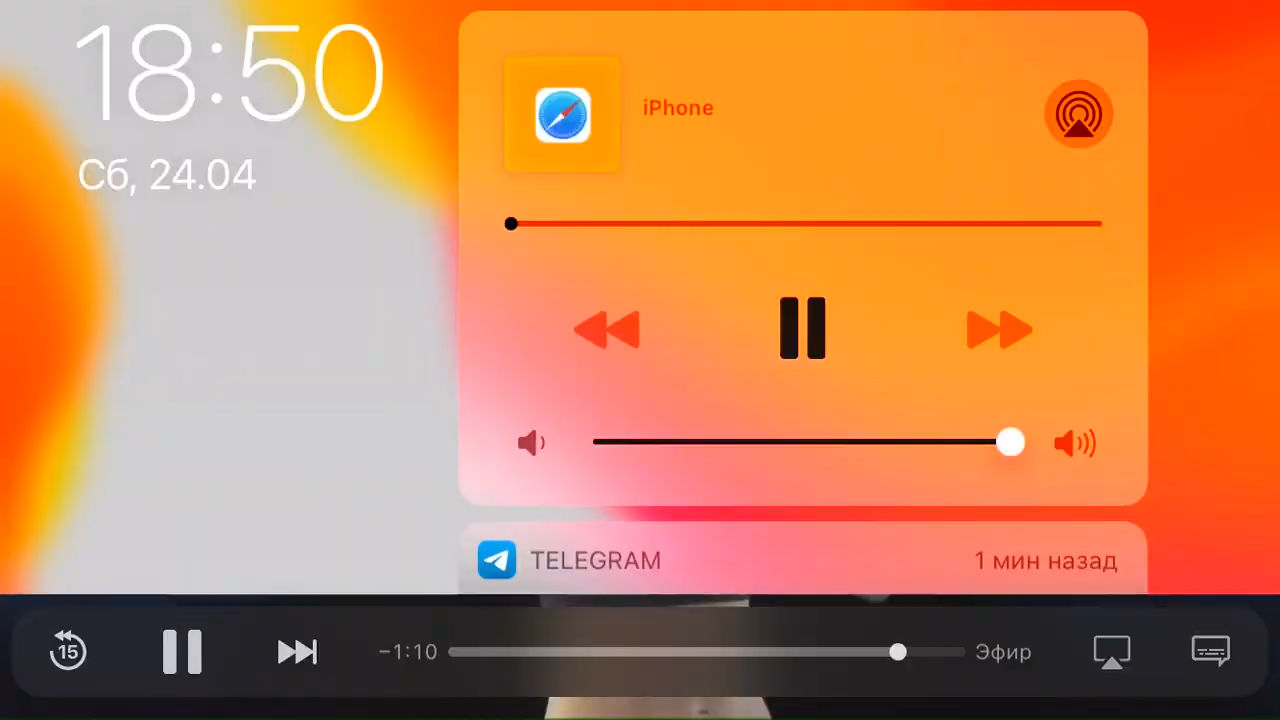 18:50
Сб, 24.04
iPhone
TELEGRAM
1 мин назад
15
−1:10
Эфир